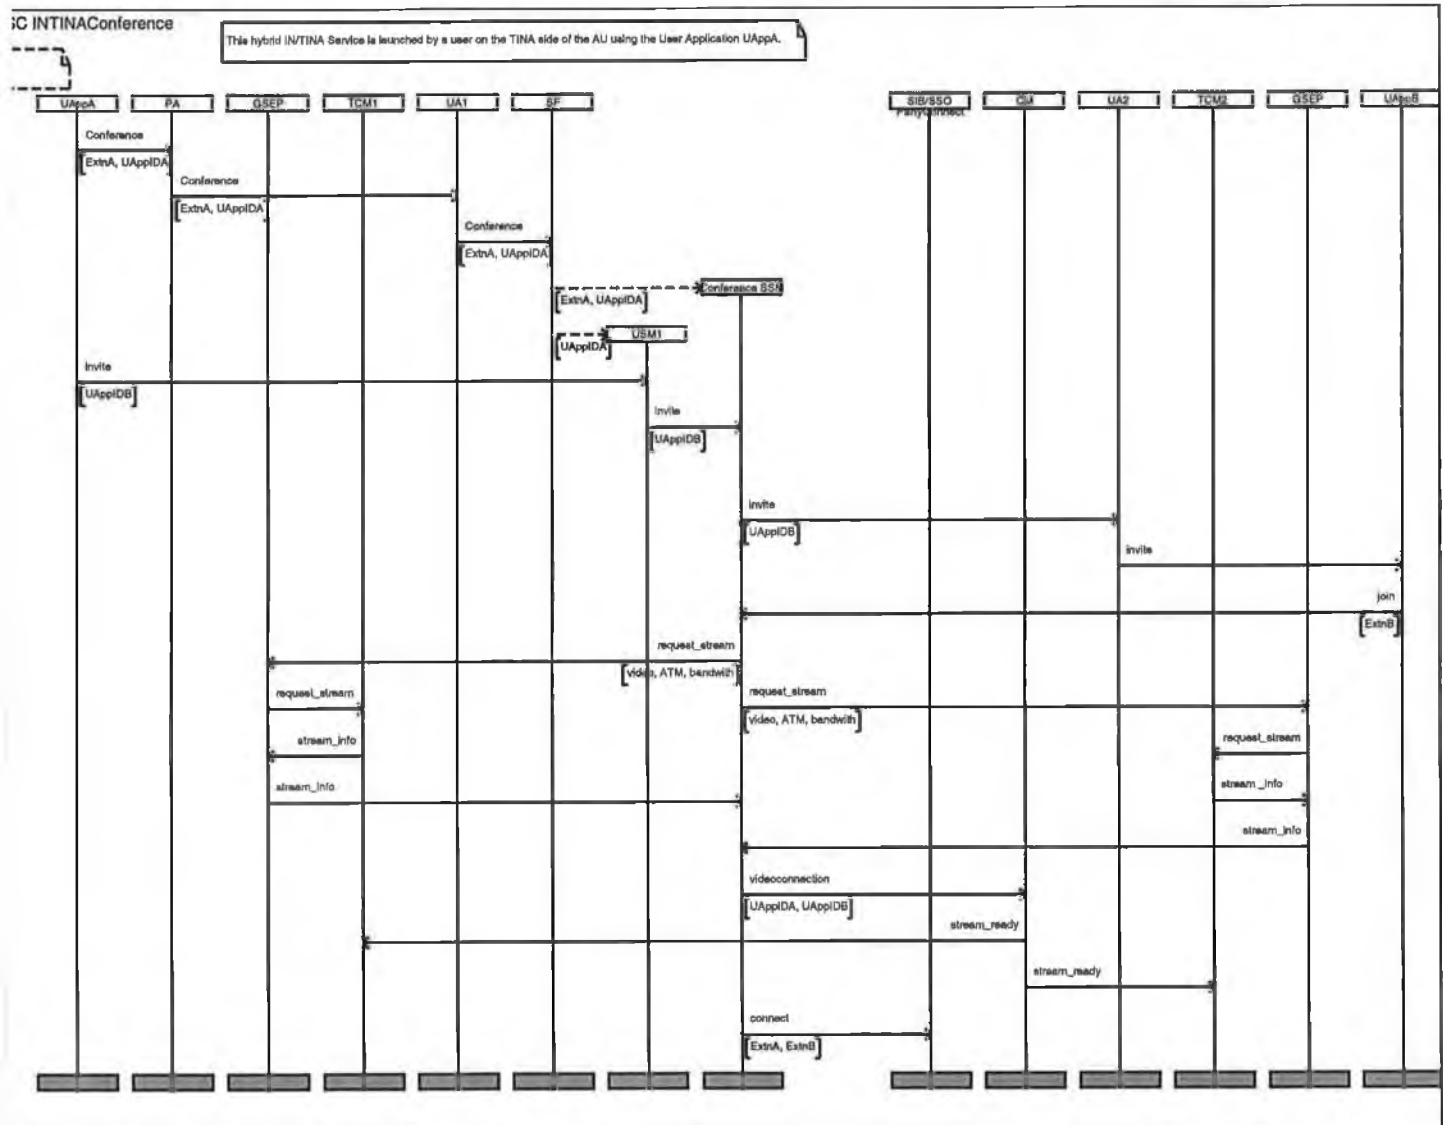 SC INTINAConference
This hybrid IN/TINA Service is launched by a user on the TINA side of the AU using the User Application UAppA.
UAppA PA GSEP TCM1 UA1 SF SIB/SSO CM UA2 TCM2 GSEP UAppB
PartyConnect
Conference
[ExtnA, UAppIDA]
Conference
[ExtnA, UAppIDA]
Conference
[ExtnA, UAppIDA]
Conference SSM
[ExtnA, UAppIDA]
USM1
[UAppIDA]
Invite
[UAppIDB]
Invite
[UAppIDB]
invite
[UAppIDB]
invite
join
[ExtnB]
request_stream
[video, ATM, bandwith]
request_stream
request_stream
[video, ATM, bandwith]
stream_info
request_stream
stream_info
stream_info
stream_info
videoconnection
[UAppIDA, UAppIDB]
stream_ready
stream_ready
connect
[ExtnA, ExtnB]